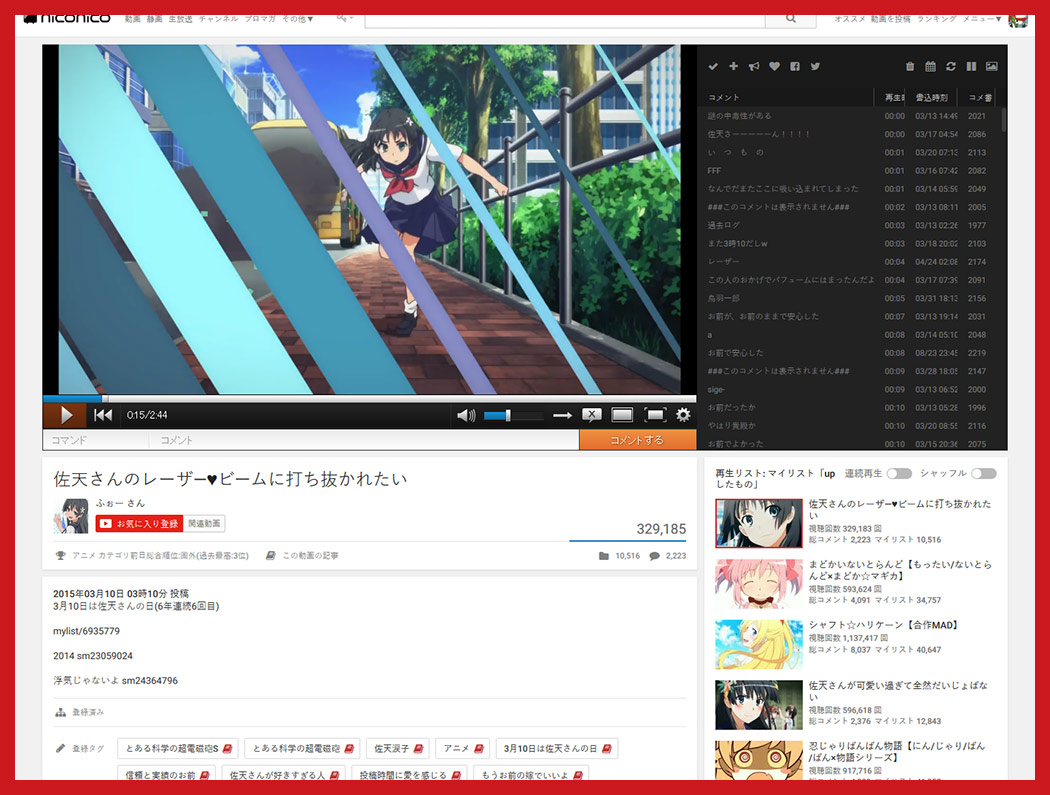 niconico 動画 静画 生放送 チャンネル ブロマガ その他▼
オススメ 動画を投稿 ランキング メニュー▼
コメント 再生時 書込時刻 コメ番
謎の中毒性がある 00:00 03/13 14:49 2021
佐天さーーーーーん！！！！ 00:00 03/17 04:54 2086
い つ も の 00:01 03/20 07:13 2113
FFF 00:01 03/16 07:42 2082
なんでだまたここに吸い込まれてしまった 00:01 03/14 05:59 2049
###このコメントは表示されません### 00:02 03/13 08:11 2005
過去ログ 00:03 03/13 02:26 1977
また3時10だしw 00:03 03/18 20:02 2103
レーザー 00:04 04/24 02:08 2174
この人のおかげでパフュームにはまったんだよ 00:04 03/17 07:39 2091
鳥羽一郎 00:05 03/31 18:13 2156
お前が、お前のままで安心した 00:07 03/13 19:14 2031
a 00:08 03/14 05:10 2048
お前で安心した 00:08 08/23 23:45 2219
###このコメントは表示されません### 00:09 03/28 18:05 2147
sige- 00:09 03/13 06:52 2000
お前だったか 00:10 03/13 05:28 1996
やはり貴殿か 00:10 03/20 08:55 2116
お前でよかった 00:10 03/15 20:36 2075
0:15/2:44
コマンド コメント コメントする
佐天さんのレーザー♥ビームに打ち抜かれたい
ふぉー さん
お気に入り登録 関連動画
329,185
アニメ カテゴリ前日総合順位:圏外(過去最高:3位) この動画の記事 10,516 2,223
2015年03月10日 03時10分 投稿
3月10日は佐天さんの日(6年連続6回目)
mylist/6935779
2014 sm23059024
浮気じゃないよ sm24364796
登録済み
登録タグ とある科学の超電磁砲S とある科学の超電磁砲 佐天涙子 アニメ 3月10日は佐天さんの日
信頼と実績のお前 佐天さんが好きすぎる人 投稿時間に愛を感じる もうお前の嫁でいいよ
再生リスト: マイリスト「up
したもの」
連続再生 シャッフル
佐天さんのレーザー♥ビームに打ち抜かれた
い
視聴回数 329,183 回
総コメント 2,223 マイリスト 10,516
まどかいないとらんど【もったい/ないとら
んど×まどか☆マギカ】
視聴回数 593,624 回
総コメント 4,091 マイリスト 34,757
シャフト☆ハリケーン【合作MAD】
視聴回数 1,137,417 回
総コメント 8,037 マイリスト 40,647
佐天さんが可愛い過ぎて全然だいじょばな
い
視聴回数 596,618 回
総コメント 2,376 マイリスト 12,843
忍じゃりばんばん物語【にん/じゃり/ばん
/ばん×物語シリーズ】
視聴回数 917,716 回